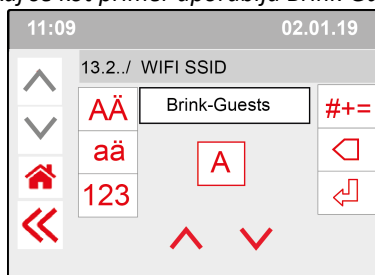 11:09 02.01.19
13.2../ WIFI SSID
AÄ Brink-Guests #+=
aä A
123